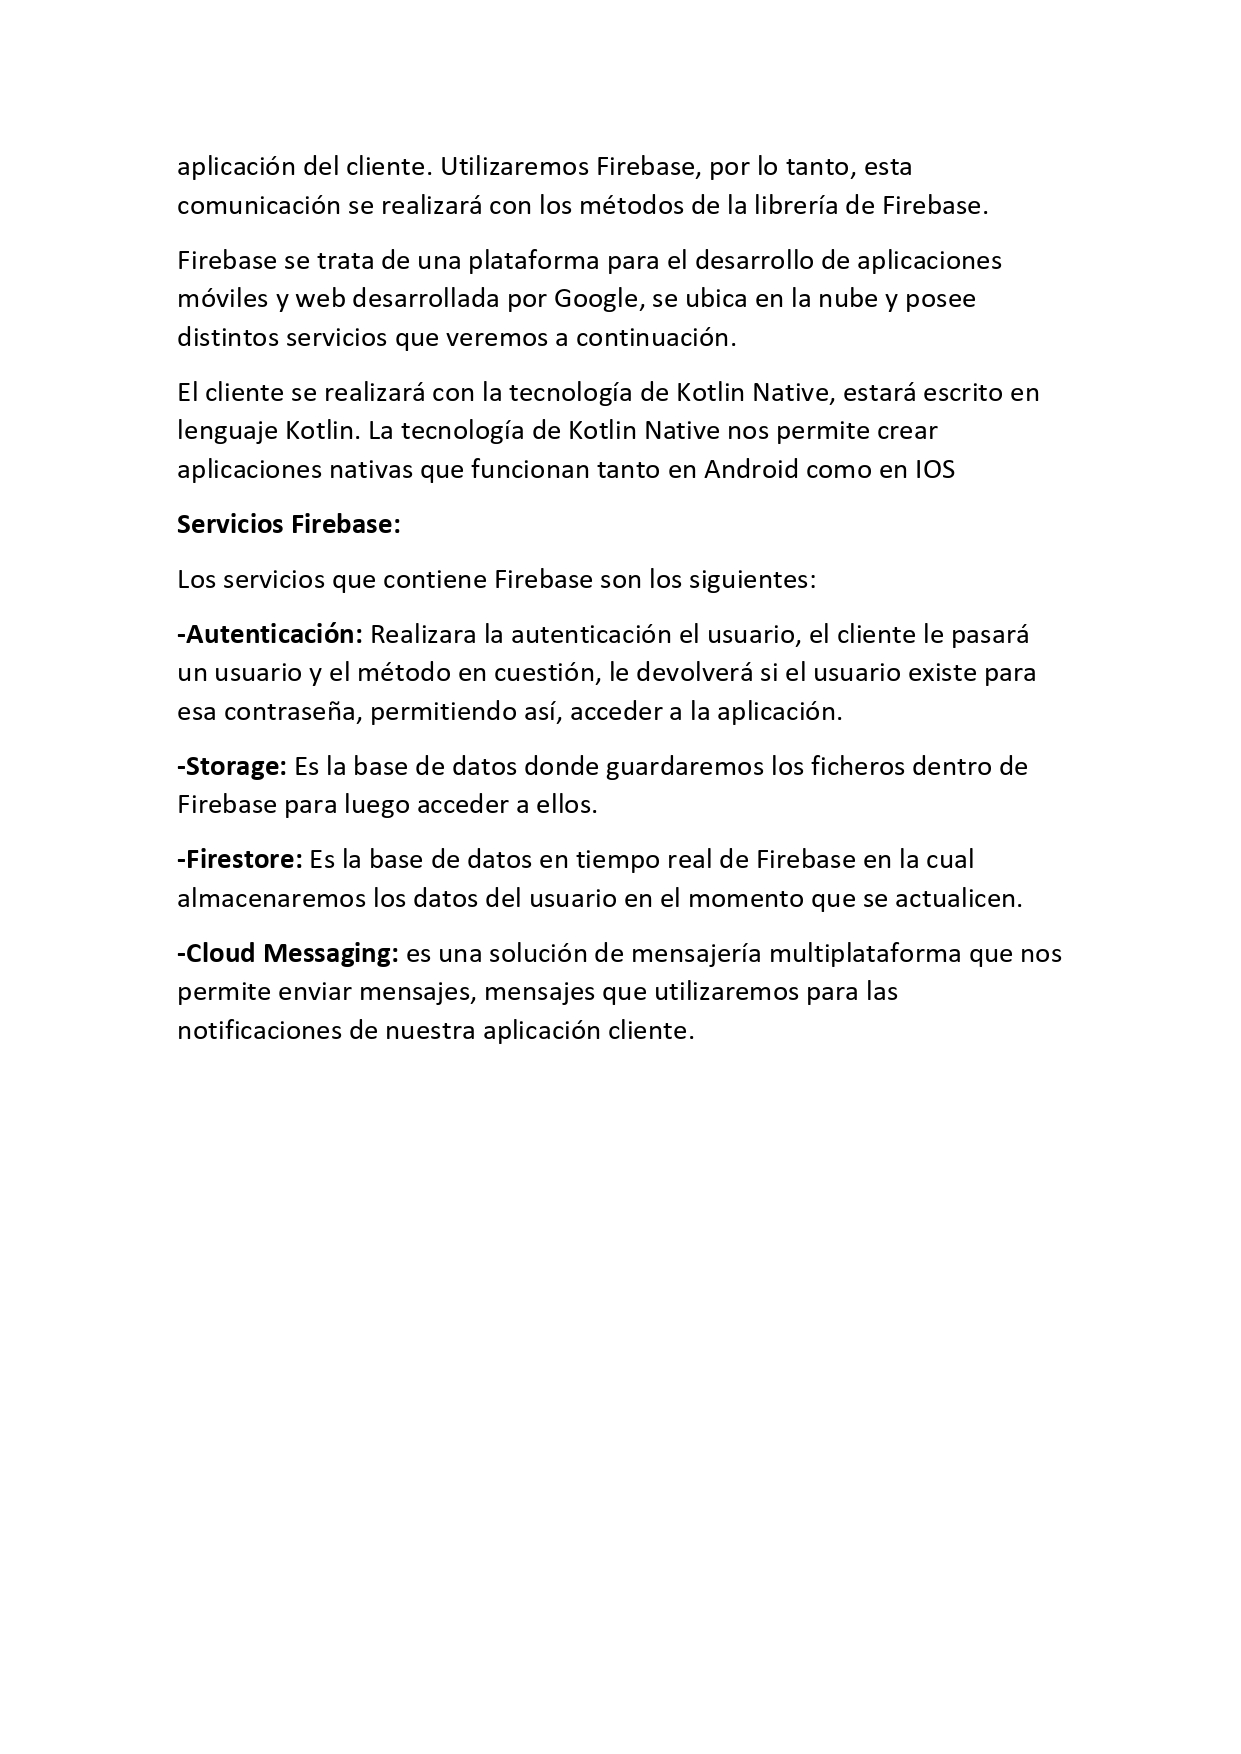 aplicación del cliente. Utilizaremos Firebase, por lo tanto, esta
comunicación se realizará con los métodos de la librería de Firebase.
Firebase se trata de una plataforma para el desarrollo de aplicaciones
móviles y web desarrollada por Google, se ubica en la nube y posee
distintos servicios que veremos a continuación.
El cliente se realizará con la tecnología de Kotlin Native, estará escrito en
lenguaje Kotlin. La tecnología de Kotlin Native nos permite crear
aplicaciones nativas que funcionan tanto en Android como en IOS
Servicios Firebase:
Los servicios que contiene Firebase son los siguientes:
-Autenticación: Realizara la autenticación el usuario, el cliente le pasará
un usuario y el método en cuestión, le devolverá si el usuario existe para
esa contraseña, permitiendo así, acceder a la aplicación.
-Storage: Es la base de datos donde guardaremos los ficheros dentro de
Firebase para luego acceder a ellos.
-Firestore: Es la base de datos en tiempo real de Firebase en la cual
almacenaremos los datos del usuario en el momento que se actualicen.
-Cloud Messaging: es una solución de mensajería multiplataforma que nos
permite enviar mensajes, mensajes que utilizaremos para las
notificaciones de nuestra aplicación cliente.